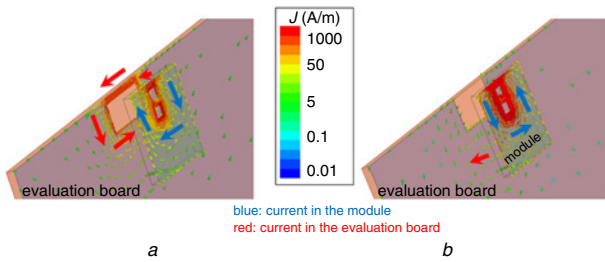 J (A/m)
1000
50
5
0.1
0.01
evaluation board
module
evaluation board
blue: current in the module
red: current in the evaluation board
a
b